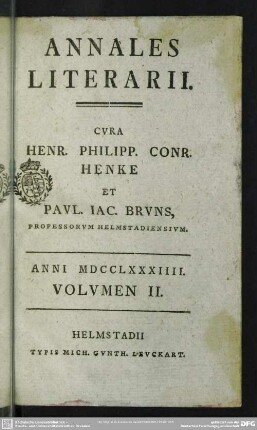 ANNALES
LITERARII.
CVRA
HENR. PHILIPP. CONR.
HENKE
ET
PAVL. IAC. BRVNS,
PROFESSORVM HELMSTADIENSIVM.
ANNI MDCCLXXXIIII.
VOLVMEN II.
HELMSTADII
TYPIS MICH. GVNTH. LEVCKART.
DFG